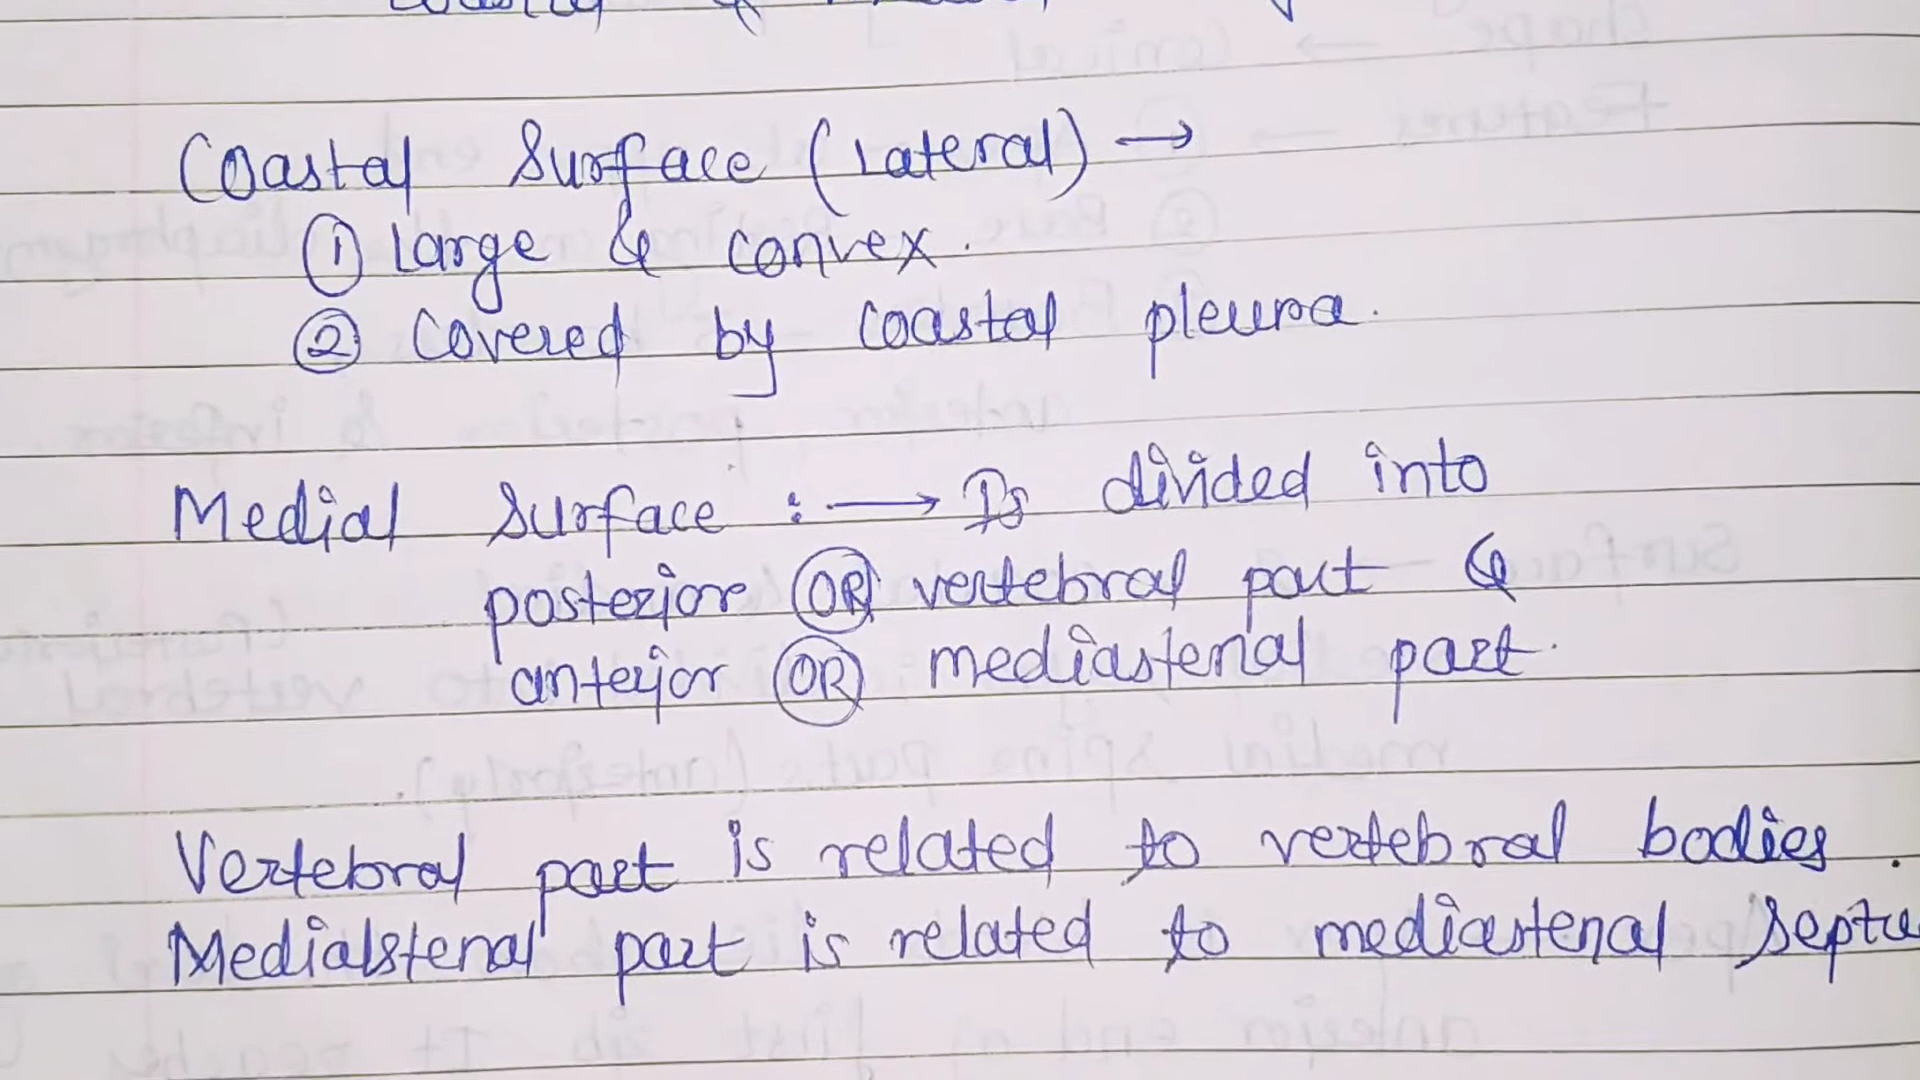 Coastal Surface (Lateral) →
① Large & convex.
② Covered by coastal pleura.
Medial Surface :→ Is divided into
posterior OR vertebral part &
anterior OR mediastenal part.
Vertebral part is related to vertebral bodies.
Medialstenal part is related to mediastenal Septu